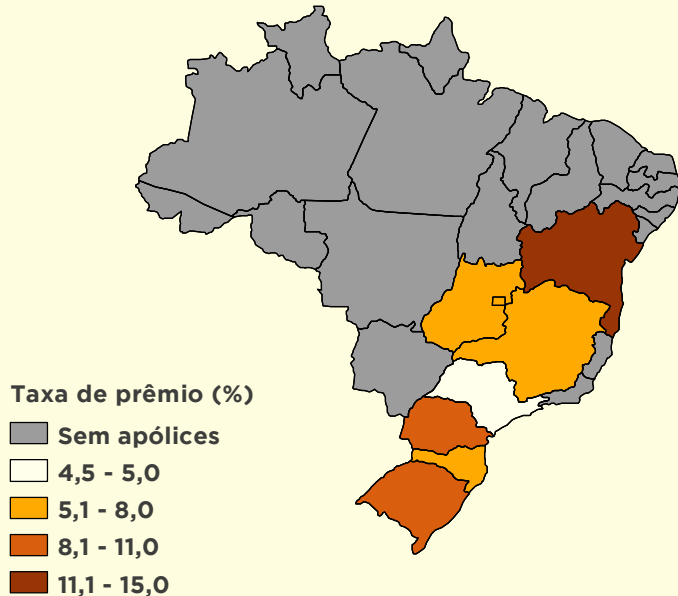 Taxa de prêmio (%)
Sem apólices
4,5 - 5,0
5,1 - 8,0
8,1 - 11,0
11,1 - 15,0